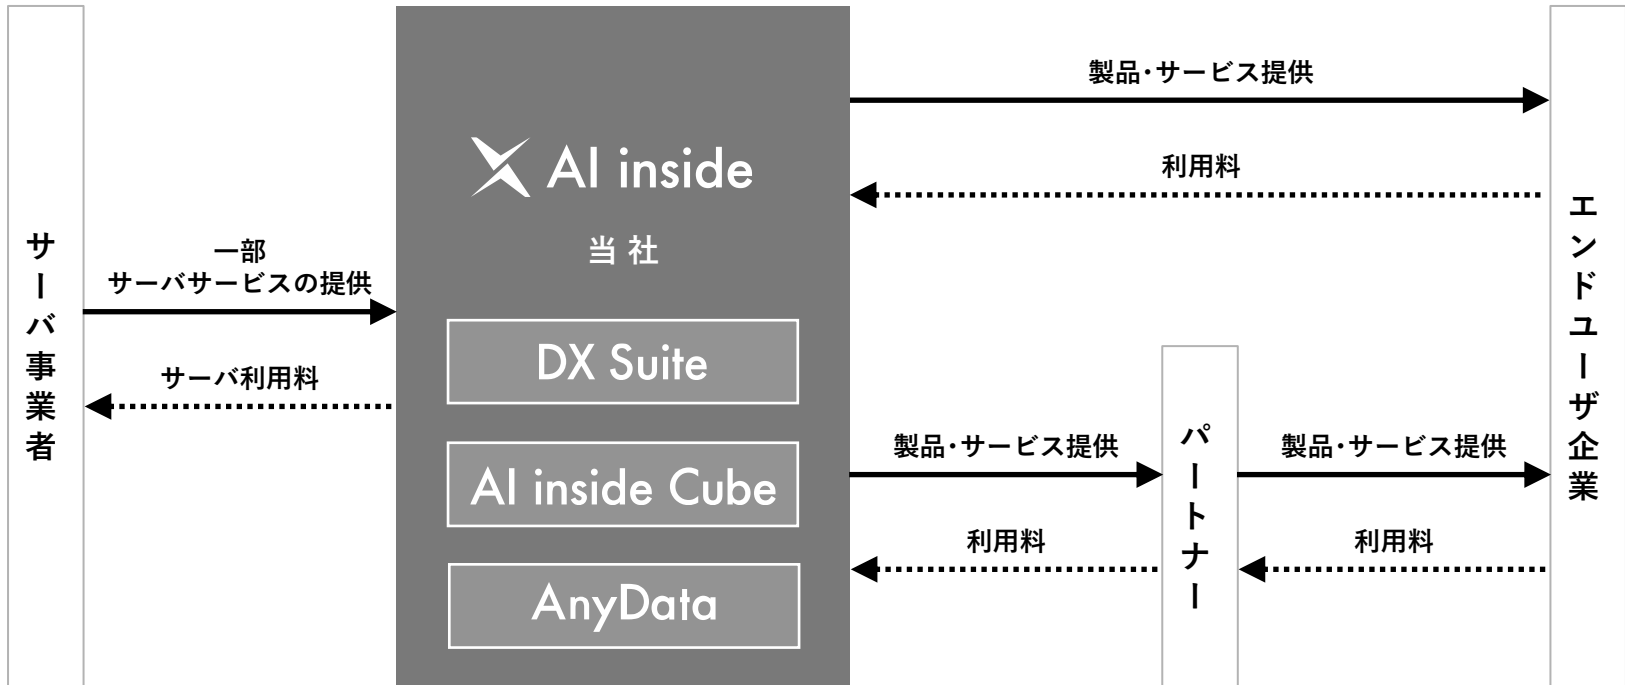 サーバ事業者
一部
サーバサービスの提供
サーバ利用料
AI inside
当社
DX Suite
AI inside Cube
AnyData
製品・サービス提供
利用料
製品・サービス提供
利用料
パートナー
製品・サービス提供
利用料
エンドユーザ企業